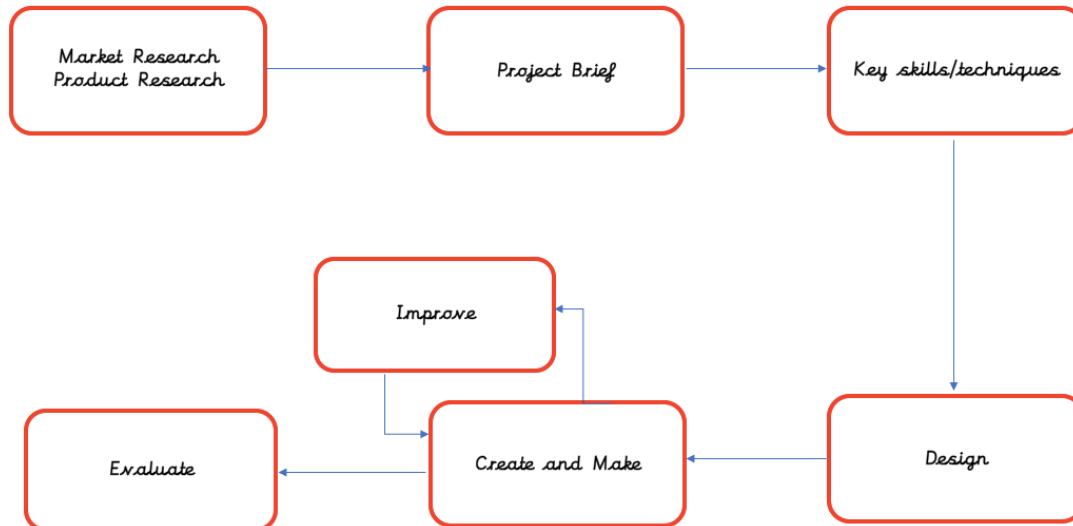 Market Research
Product Research
Project Brief
Key skills/techniques
Improve
Evaluate
Create and Make
Design